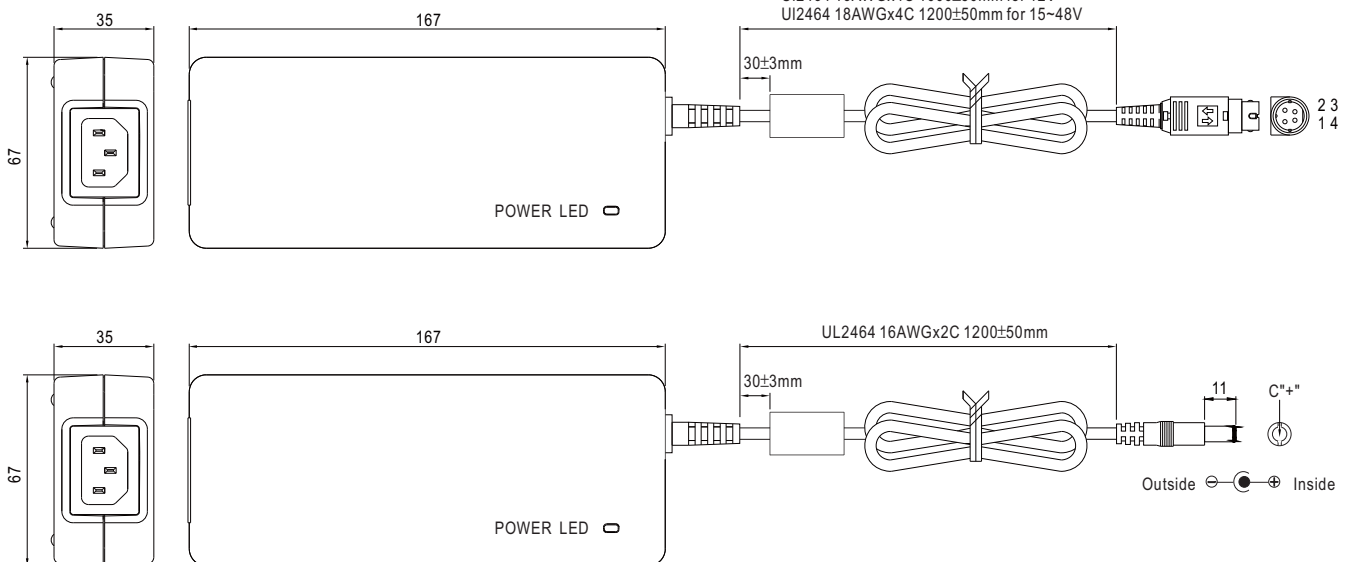 35
167
Ul2464 18AWGx4C 1200±50mm for 15~48V
30±3mm
67
2 3
1 4
POWER LED
35
167
UL2464 16AWGx2C 1200±50mm
30±3mm
11
C"+"
67
Outside
Inside
POWER LED